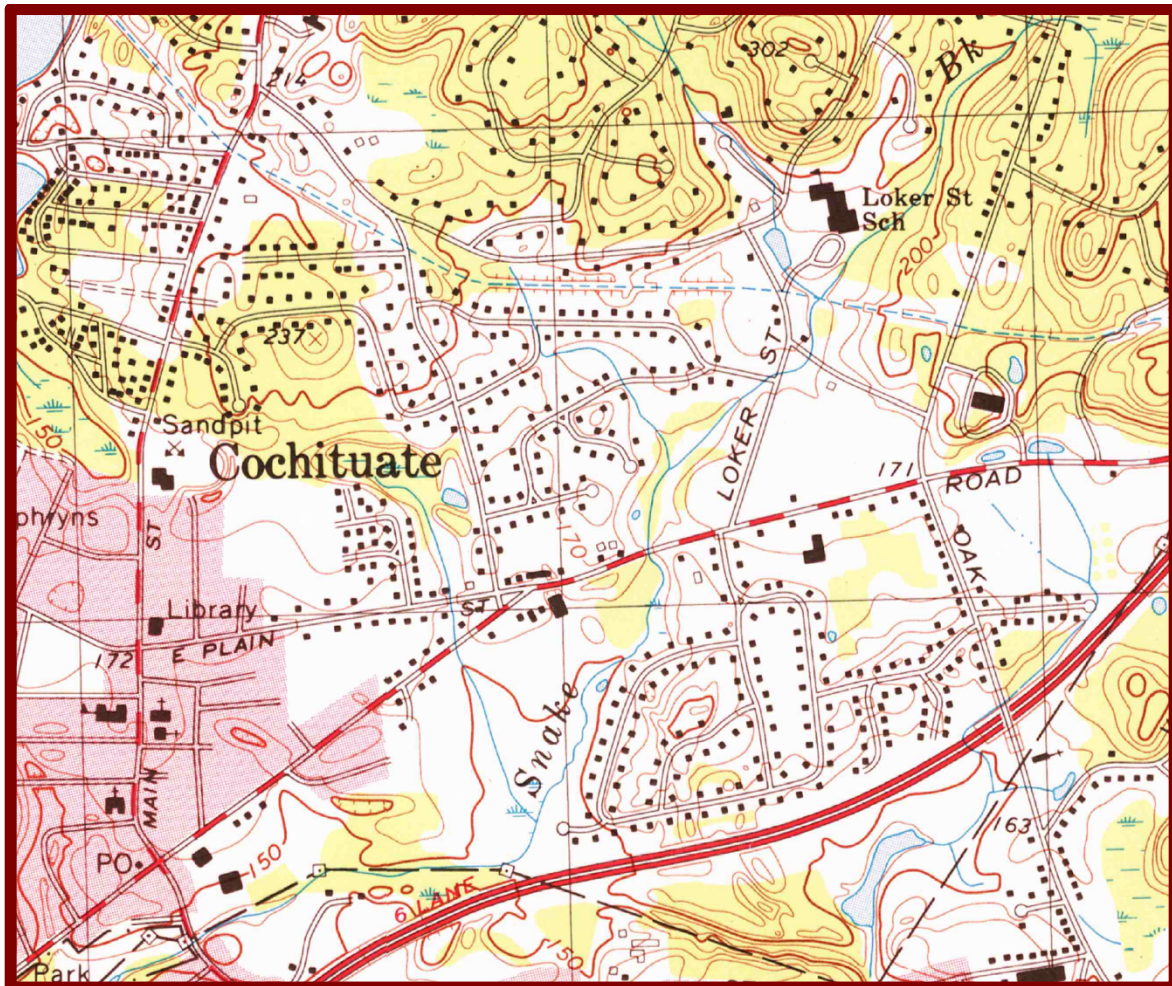 302
Bk
214
Loker St
Sch
200
237
LOKER ST
Sandpit
Cochituate
150
171
ROAD
phryns
ST
170
OAK
Library
ST
E PLAIN
172
Snake
MAIN
163
PO
150
6 LANE
150
Park